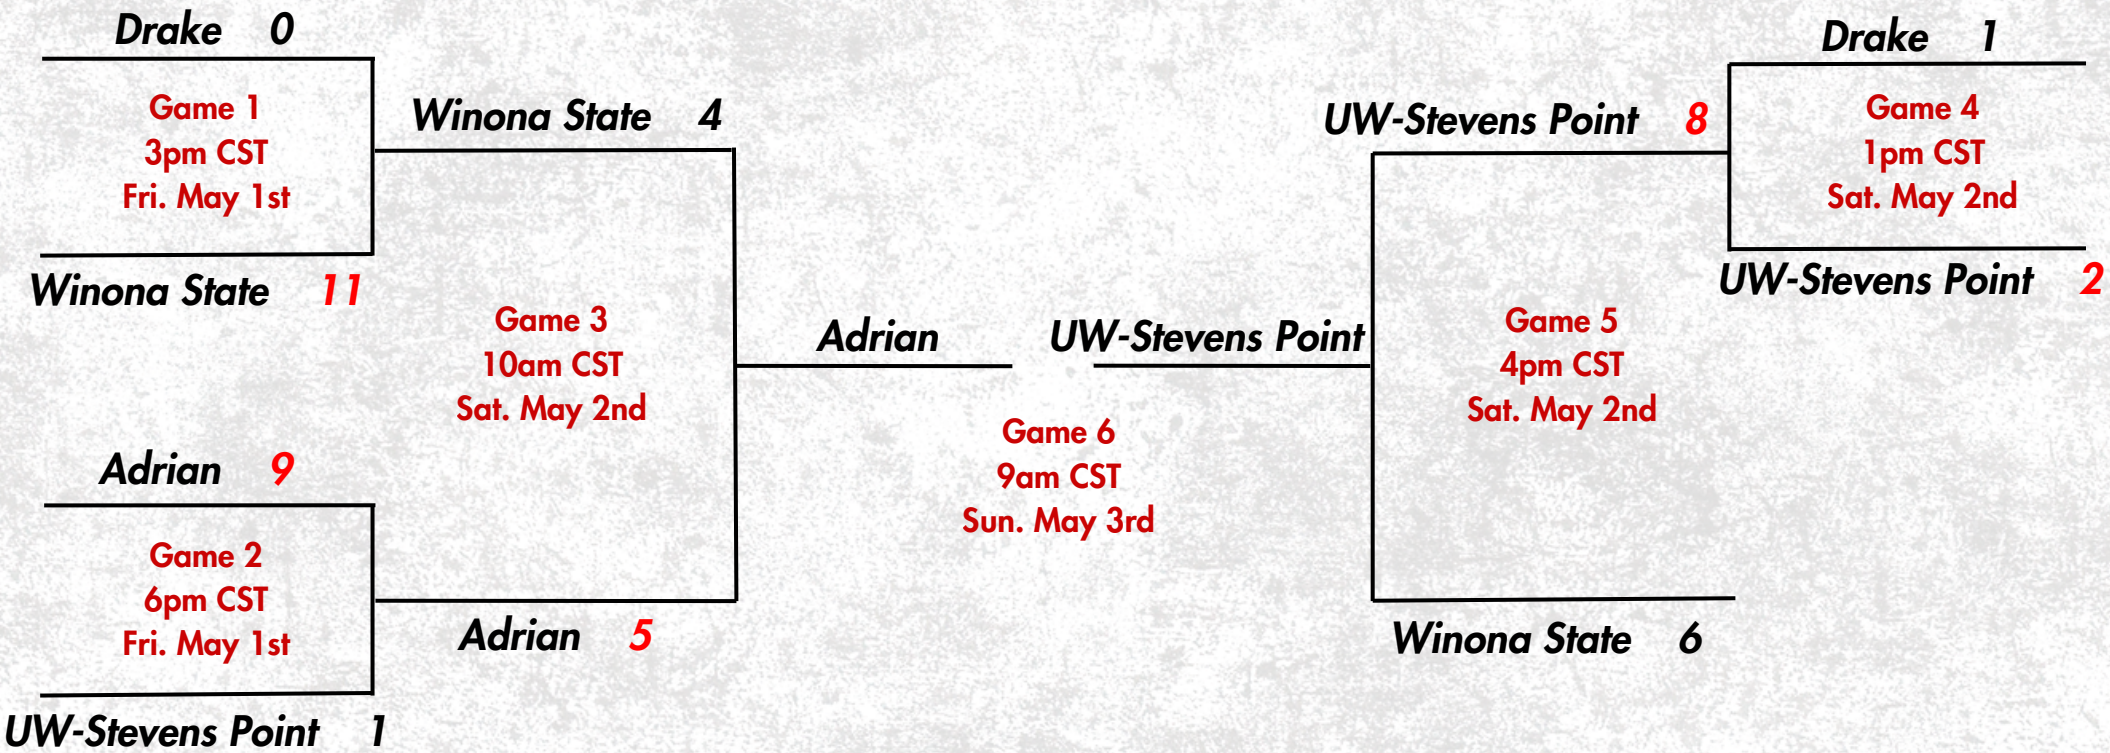 Drake 0
Game 1
3pm CST
Fri. May 1st
Winona State 11
Winona State 4
Game 3
10am CST
Sat. May 2nd
Adrian 9
Game 2
6pm CST
Fri. May 1st
UW-Stevens Point 1
Adrian 5
Adrian
UW-Stevens Point
Game 6
9am CST
Sun. May 3rd
UW-Stevens Point 8
Game 5
4pm CST
Sat. May 2nd
Winona State 6
Drake 1
Game 4
1pm CST
Sat. May 2nd
UW-Stevens Point 2